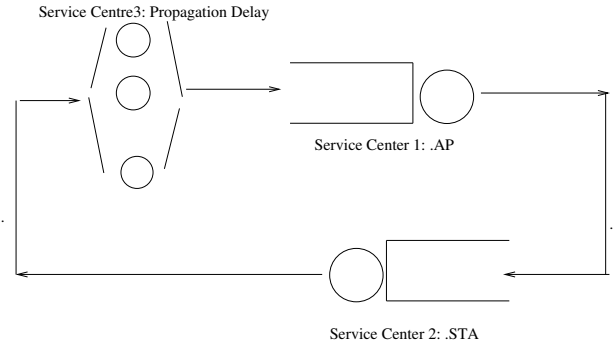 Service Centre3: Propagation Delay
Service Center 1: .AP
.
.
Service Center 2: .STA